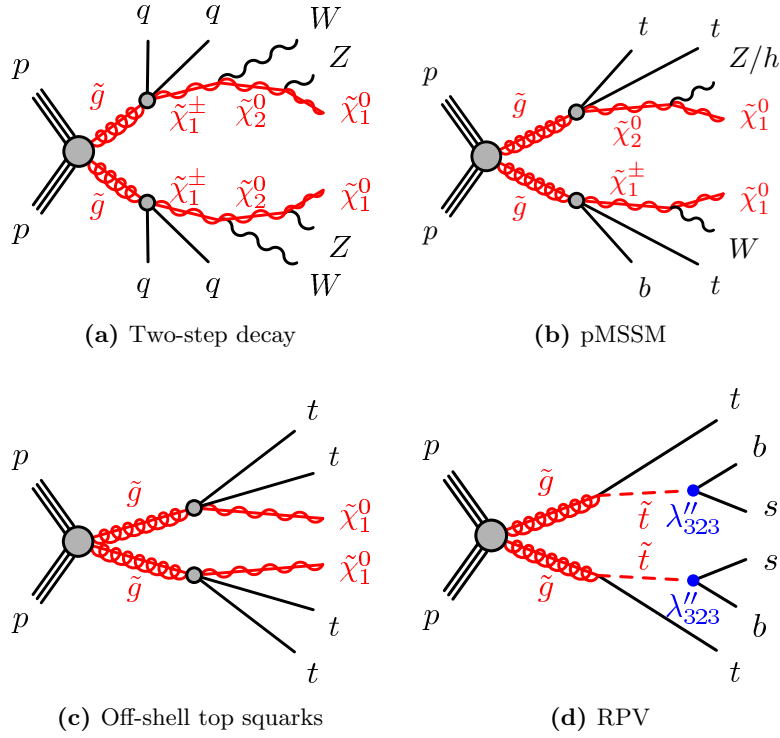 q q W
p Z
g̃ χ̃₁± χ̃₂⁰ χ̃₁⁰
g̃ χ̃₁± χ̃₂⁰ χ̃₁⁰
p Z
q q W
(a) Two-step decay
t t Z/h
p g̃ χ̃₂⁰ χ̃₁⁰
p g̃ χ̃₁± χ̃₁⁰
b t W
(b) pMSSM
t
p t
g̃ χ̃₁⁰
g̃ χ̃₁⁰
p t
t
(c) Off-shell top squarks
t
p b
g̃ t̃ λ″₃₂₃ s
g̃ t̃ λ″₃₂₃ s
p b
t
(d) RPV